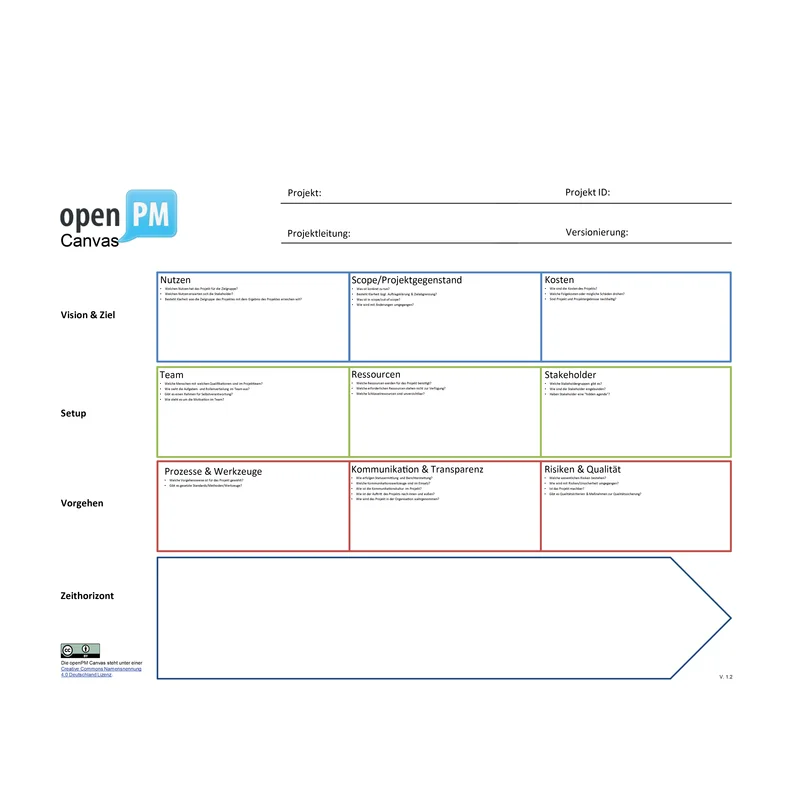 open PM
Canvas
Projekt:
Projekt ID:
Projektleitung:
Versionierung:
Vision & Ziel
Nutzen
• Welchen Nutzen hat das Projekt für die Zielgruppe?
• Welchen Nutzen erwarten sich die Stakeholder?
• Besteht Klarheit was die Zielgruppe des Projektes mit dem Ergebnis des Projektes erreichen will?
Scope/Projektgegenstand
• Was ist konkret zu tun?
• Besteht Klarheit bzgl. Auftragsklärung & Zieldefinierung?
• Was ist in scope/out of scope?
• Wie wird mit Änderungen umgegangen?
Kosten
• Wie sind die Kosten des Projekts?
• Welche Folgekosten oder mögliche Schäden drohen?
• Sind Projekt und Projektergebnisse nachhaltig?
Setup
Team
• Welche Menschen mit welchen Qualifikationen sind im Projektteam?
• Wie sieht die Aufgaben- und Rollenverteilung im Team aus?
• Gibt es einen Rahmen für Selbstverantwortung?
• Wie steht es um die Motivation im Team?
Ressourcen
• Welche Ressourcen werden für das Projekt benötigt?
• Welche erforderlichen Ressourcen stehen nicht zur Verfügung?
• Welche Schlüsselressourcen sind unverzichtbar?
Stakeholder
• Welche Stakeholdergruppen gibt es?
• Wie sind die Stakeholder eingebunden?
• Haben Stakeholder eine "hidden agenda"?
Vorgehen
Prozesse & Werkzeuge
• Welche Vorgehensweise ist für das Projekt gewählt?
• Gibt es gesetzte Standards/Methoden/Werkzeuge?
Kommunikation & Transparenz
• Wie erfolgen Statusermittlung und Berichterstattung?
• Welche Kommunikationswerkzeuge sind im Einsatz?
• Wie ist die Kommunikationskultur im Projekt?
• Wie ist der Auftritt des Projekts nach innen und außen?
• Wie wird das Projekt in der Organisation wahrgenommen?
Risiken & Qualität
• Welche wesentlichen Risiken bestehen?
• Wie wird mit Risiken/Unsicherheit umgegangen?
• Ist das Projekt machbar?
• Gibt es Qualitätskriterien & Maßnahmen zur Qualitätssicherung?
Zeithorizont
cc
BY
Die openPM Canvas steht unter einer
Creative Commons Namensnennung
4.0 Deutschland Lizenz.
V. 1.2